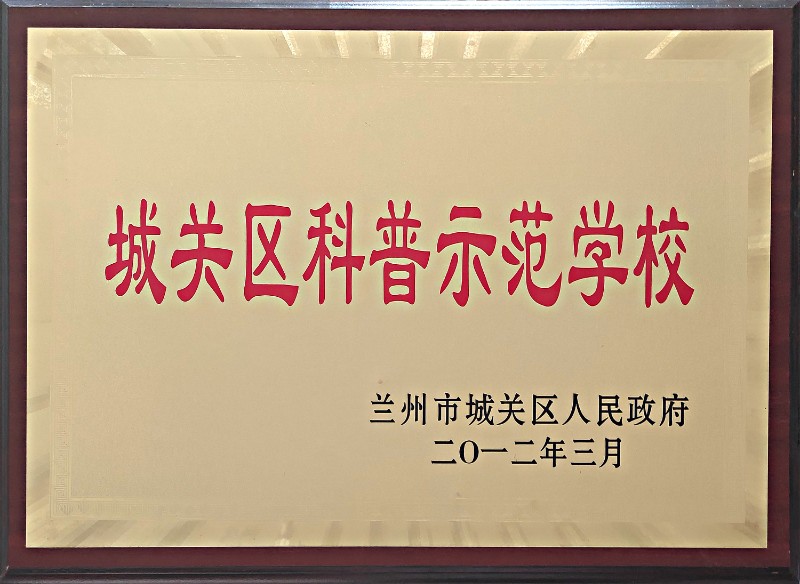 城关区科普示范学校
兰州市城关区人民政府
二〇一二年三月